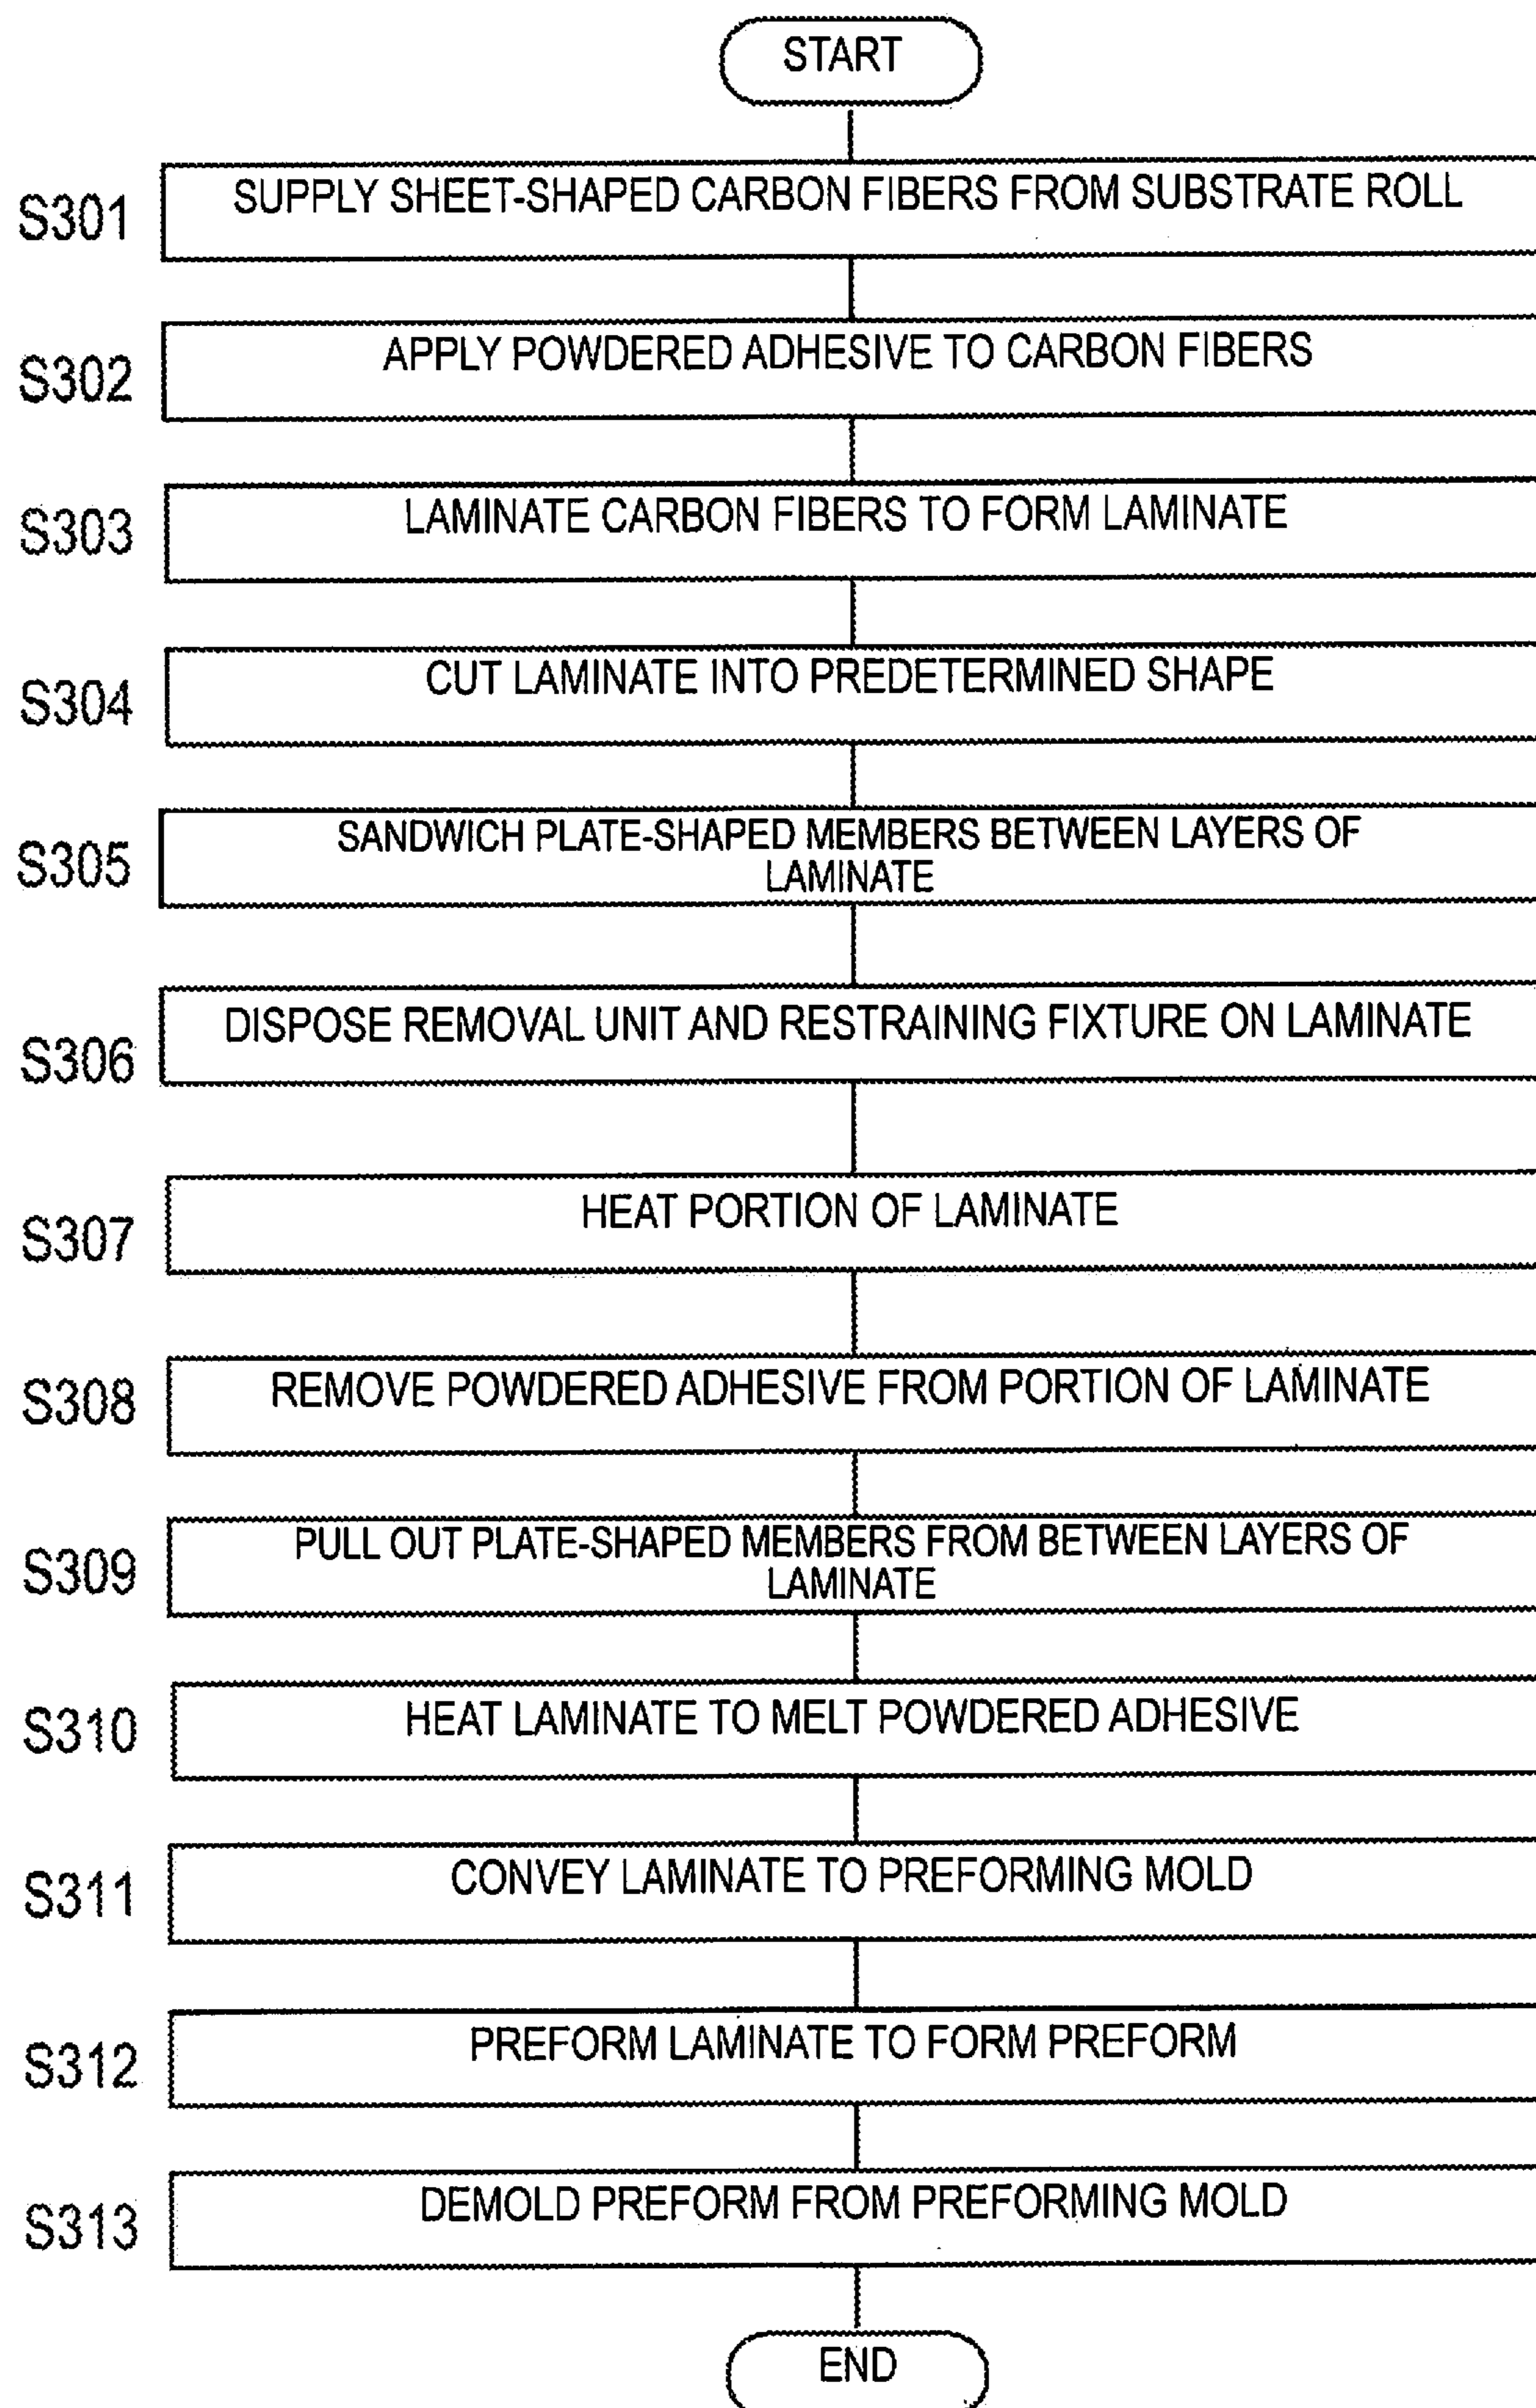 START
S301 SUPPLY SHEET-SHAPED CARBON FIBERS FROM SUBSTRATE ROLL
S302 APPLY POWDERED ADHESIVE TO CARBON FIBERS
S303 LAMINATE CARBON FIBERS TO FORM LAMINATE
S304 CUT LAMINATE INTO PREDETERMINED SHAPE
S305 SANDWICH PLATE-SHAPED MEMBERS BETWEEN LAYERS OF
LAMINATE
S306 DISPOSE REMOVAL UNIT AND RESTRAINING FIXTURE ON LAMINATE
S307 HEAT PORTION OF LAMINATE
S308 REMOVE POWDERED ADHESIVE FROM PORTION OF LAMINATE
S309 PULL OUT PLATE-SHAPED MEMBERS FROM BETWEEN LAYERS OF
LAMINATE
S310 HEAT LAMINATE TO MELT POWDERED ADHESIVE
S311 CONVEY LAMINATE TO PREFORMING MOLD
S312 PREFORM LAMINATE TO FORM PREFORM
S313 DEMOLD PREFORM FROM PREFORMING MOLD
END